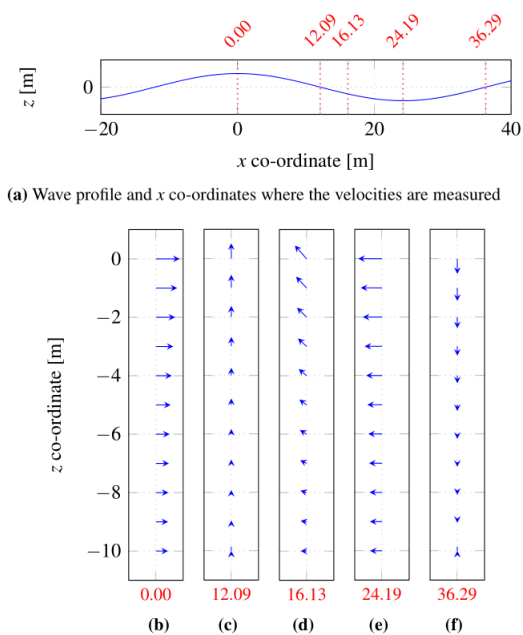 0.00 12.09 16.13 24.19 36.29
z [m]
0
−20 0 20 40
x co-ordinate [m]
(a) Wave profile and x co-ordinates where the velocities are measured
z co-ordinate [m]
0
−2
−4
−6
−8
−10
0.00 12.09 16.13 24.19 36.29
(b) (c) (d) (e) (f)